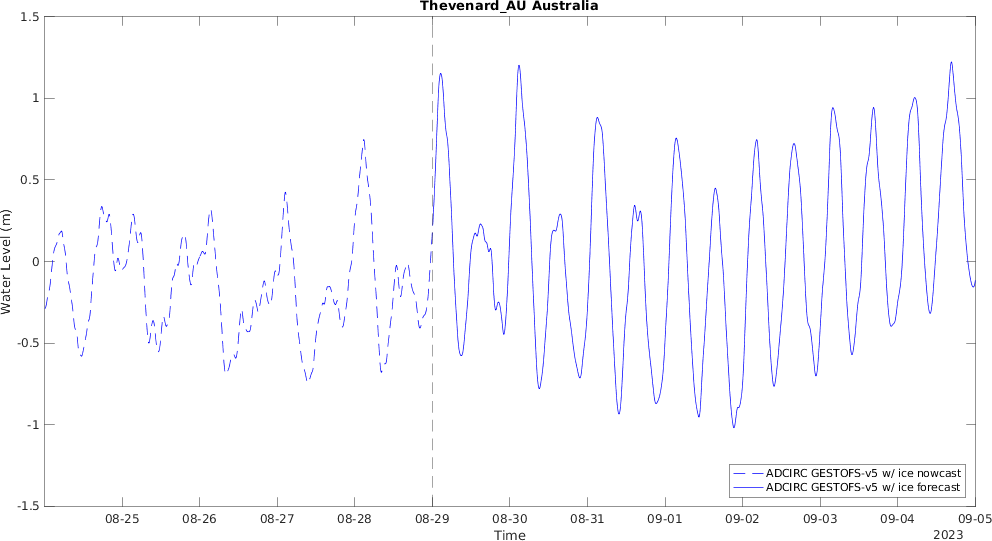 Thevenard_AU Australia
1.5
1
0.5
0
-0.5
-1
-1.5
Water Level (m)
08-25 08-26 08-27 08-28 08-29 08-30 08-31 09-01 09-02 09-03 09-04 09-05
Time
2023
ADCIRC GESTOFS-v5 w/ ice nowcast
ADCIRC GESTOFS-v5 w/ ice forecast